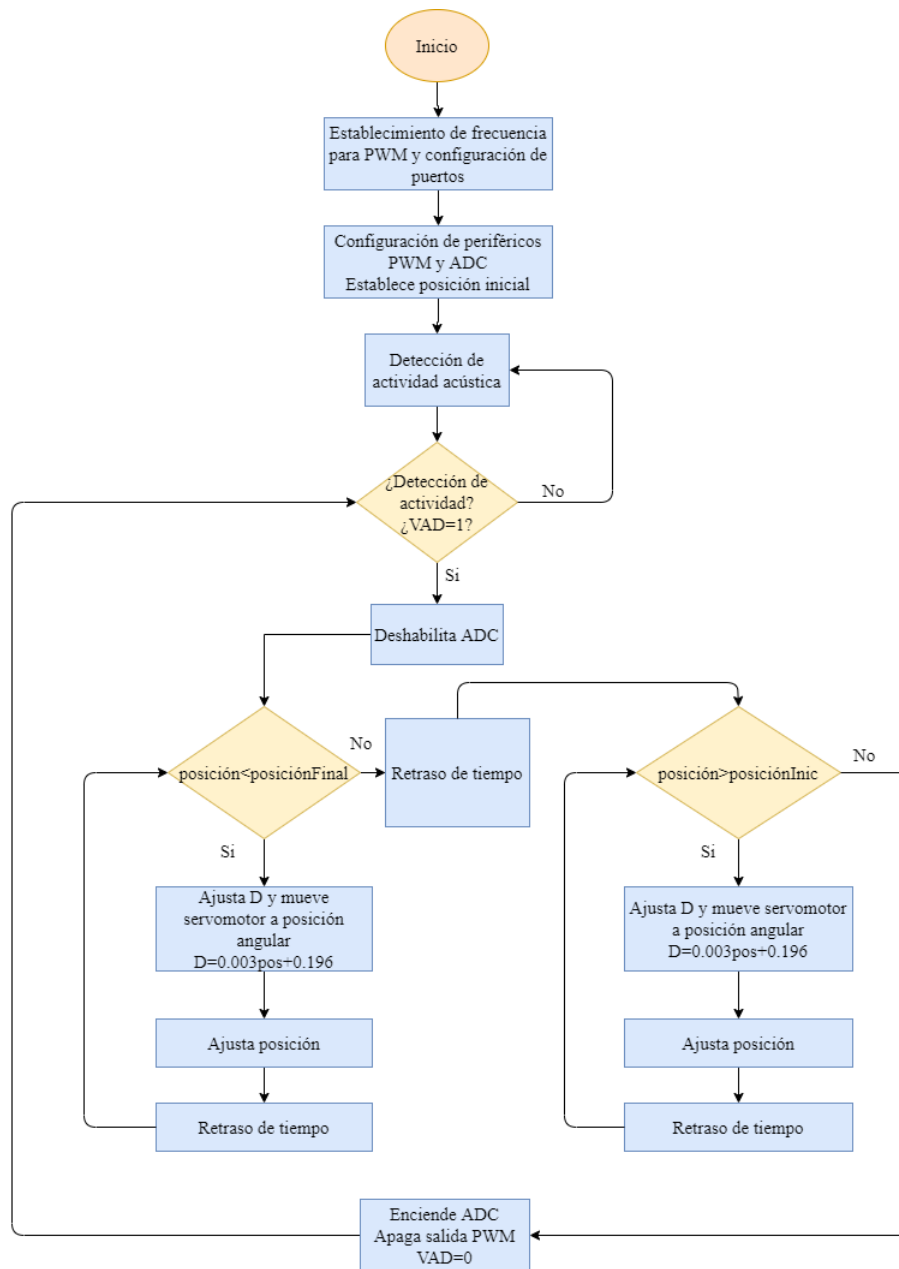 Inicio
Establecimiento de frecuencia
para PWM y configuración de
puertos
Configuración de periféricos
PWM y ADC
Establece posición inicial
Detección de
actividad acústica
¿Detección de
actividad?
¿VAD=1?
No
Si
Deshabilita ADC
posición<posiciónFinal
No
Retraso de tiempo
posición>posiciónInic
No
Si
Ajusta D y mueve
servomotor a posición
angular
D=0.003pos+0.196
Ajusta posición
Retraso de tiempo
Si
Ajusta D y mueve servomotor
a posición angular
D=0.003pos+0.196
Ajusta posición
Retraso de tiempo
Enciende ADC
Apaga salida PWM
VAD=0